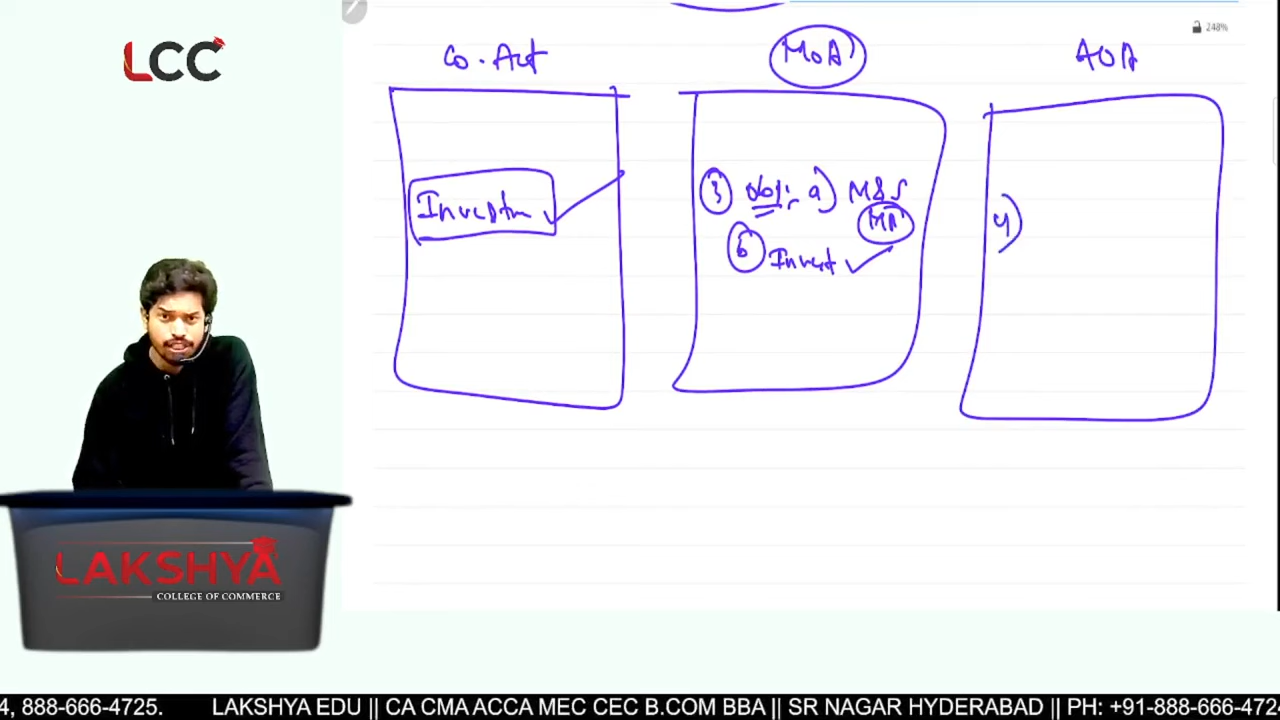 LCC
248%
Co. Act
MOA
AOA
Invest
3 obj:- a) M&S
b Invest
4)
LAKSHYA
COLLEGE OF COMMERCE
4, 888-666-4725. LAKSHYA EDU || CA CMA ACCA MEC CEC B.COM BBA || SR NAGAR HYDERABAD || PH: +91-888-666-472